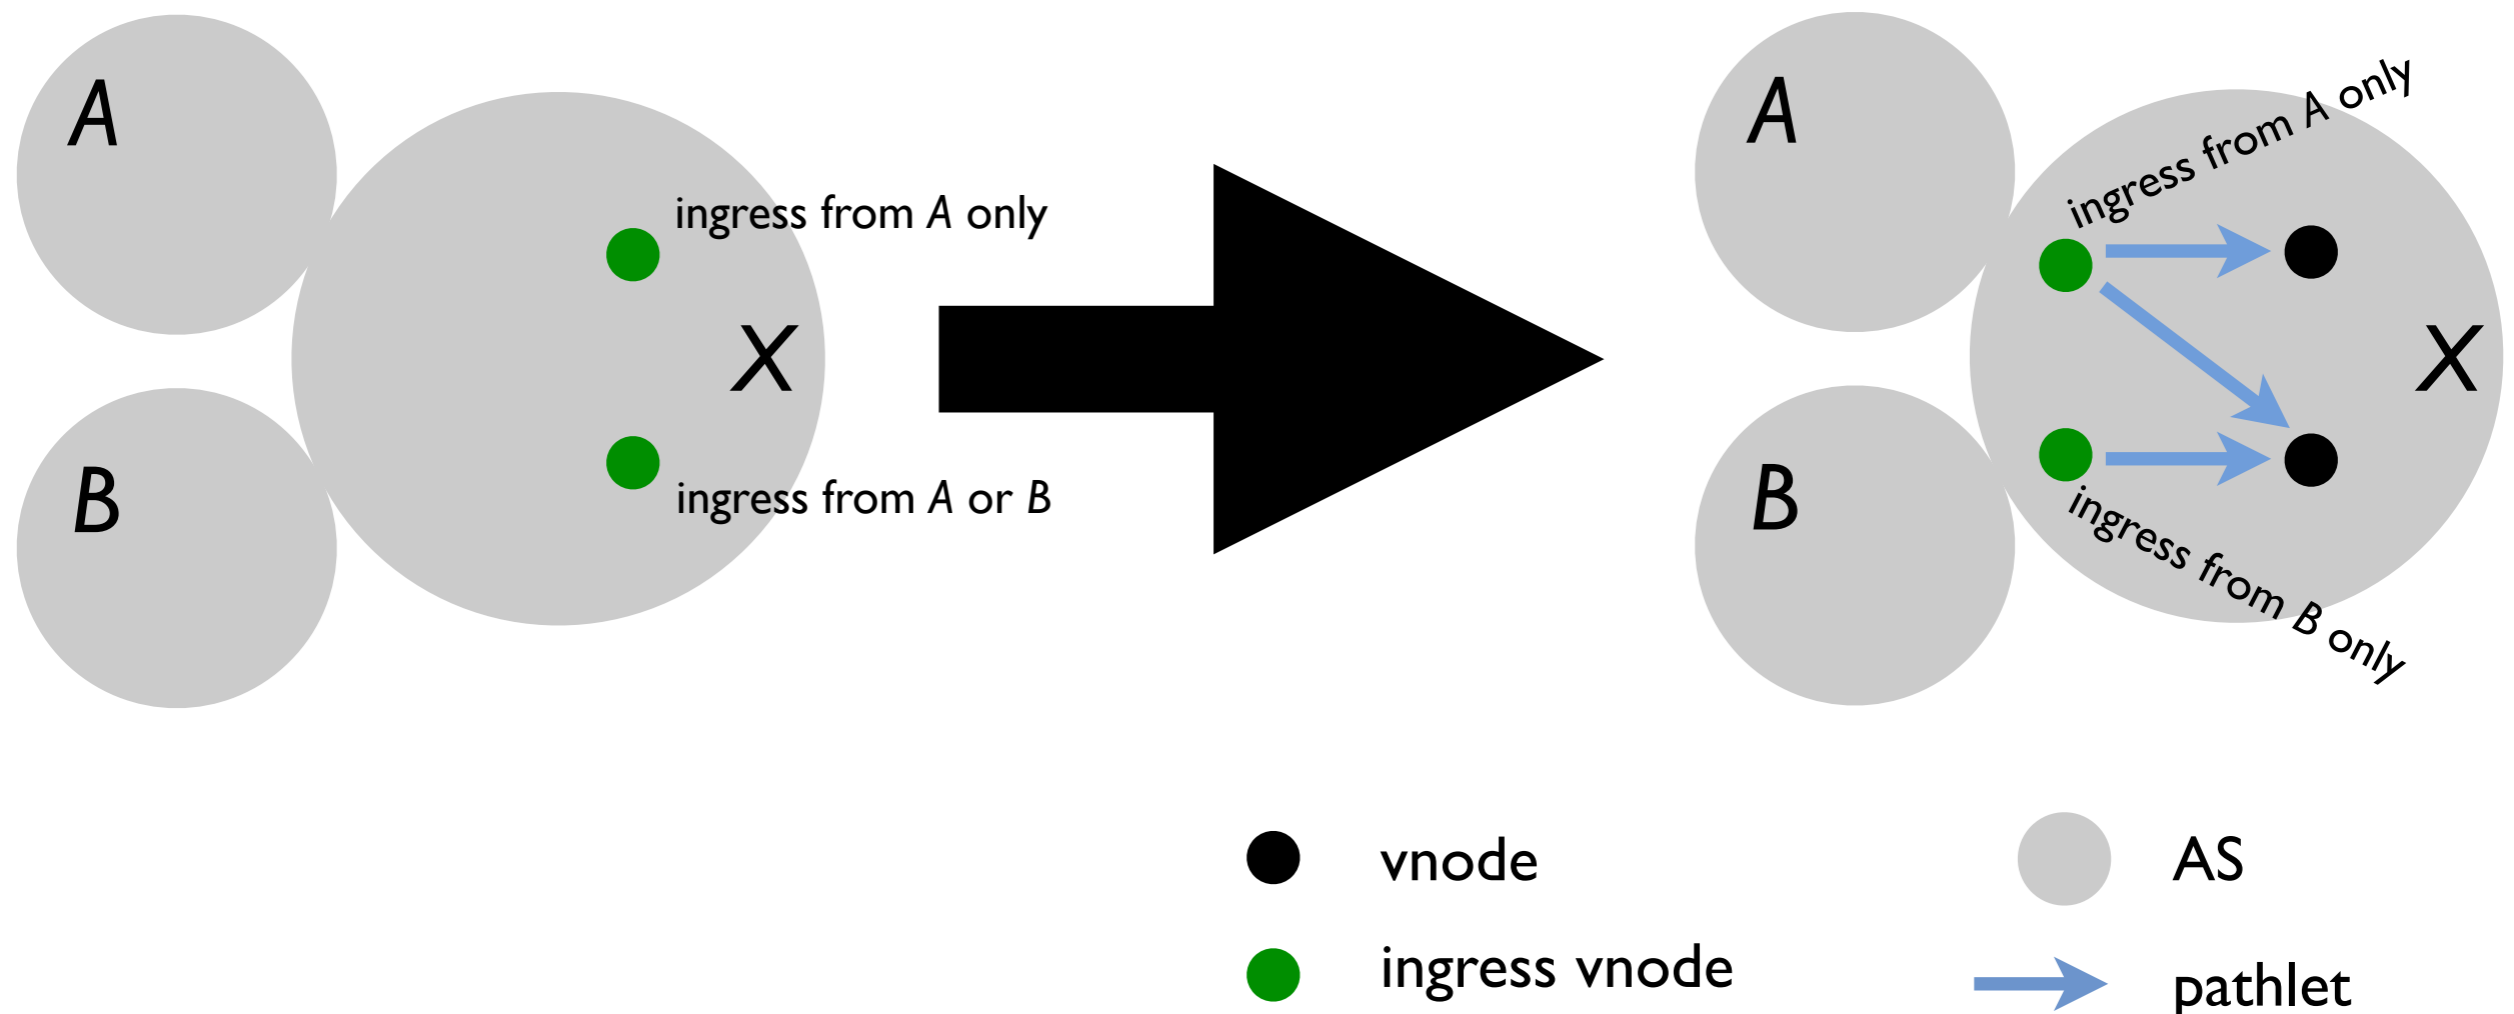 A
ingress from A only
X
B
ingress from A or B
A
ingress from A only
X
B
ingress from B only
vnode
AS
ingress vnode
pathlet